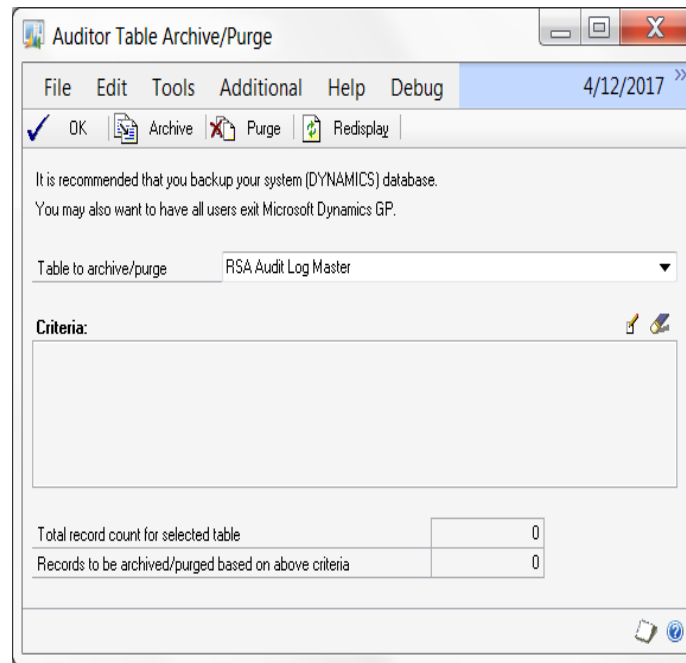 Auditor Table Archive/Purge
File Edit Tools Additional Help Debug 4/12/2017 »
OK Archive Purge Redisplay
It is recommended that you backup your system (DYNAMICS) database.
You may also want to have all users exit Microsoft Dynamics GP.
Table to archive/purge RSA Audit Log Master
Criteria:
Total record count for selected table 0
Records to be archived/purged based on above criteria 0